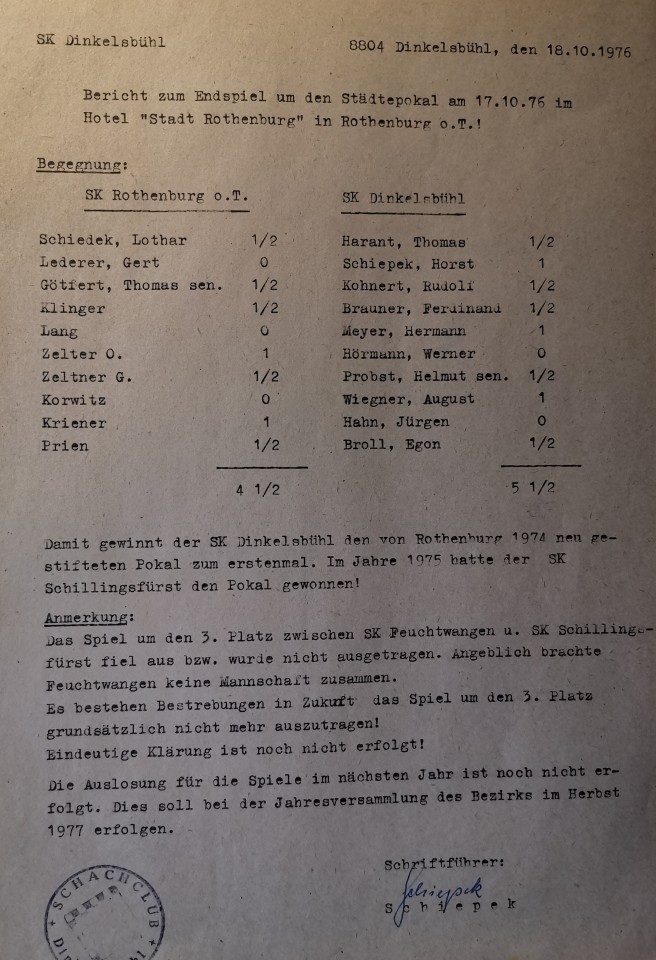 SK Dinkelsbühl 8804 Dinkelsbühl, den 18.10.1976
Bericht zum Endspiel um den Städtepokal am 17.10.76 im
Hotel "Stadt Rothenburg" in Rothenburg o.T.!
Begegnung:
SK Rothenburg o.T. SK Dinkelsbühl
Schiedek, Lothar 1/2 Harant, Thomas 1/2
Lederer, Gert 0 Schiepek, Horst 1
Götfert, Thomas sen. 1/2 Kohnert, Rudolf 1/2
Klinger 1/2 Brauner, Ferdinand 1/2
Lang 0 Meyer, Hermann 1
Zelter O. 1 Hörmann, Werner 0
Zeltner G. 1/2 Probst, Helmut sen. 1/2
Korwitz 0 Wiegner, August 1
Kriener 1 Hahn, Jürgen 0
Prien 1/2 Broll, Egon 1/2
4 1/2 5 1/2
Damit gewinnt der SK Dinkelsbühl den von Rothenburg 1974 neu ge-
stifteten Pokal zum erstenmal. Im Jahre 1975 hatte der SK
Schillingsfürst den Pokal gewonnen!
Anmerkung:
Das Spiel um den 3. Platz zwischen SK Feuchtwangen u. SK Schillings-
fürst fiel aus bzw. wurde nicht ausgetragen. Angeblich brachte
Feuchtwangen keine Mannschaft zusammen.
Es bestehen Bestrebungen in Zukuft das Spiel um den 3. Platz
grundsätzlich nicht mehr auszutragen!
Eindeutige Klärung ist noch nicht erfolgt!
Die Auslosung für die Spiele im nächsten Jahr ist noch nicht er-
folgt. Dies soll bei der Jahresversammlung des Bezirks im Herbst
1977 erfolgen.
Schriftführer:
Schiepek
S c h i e p e k
SCHACHCLUB